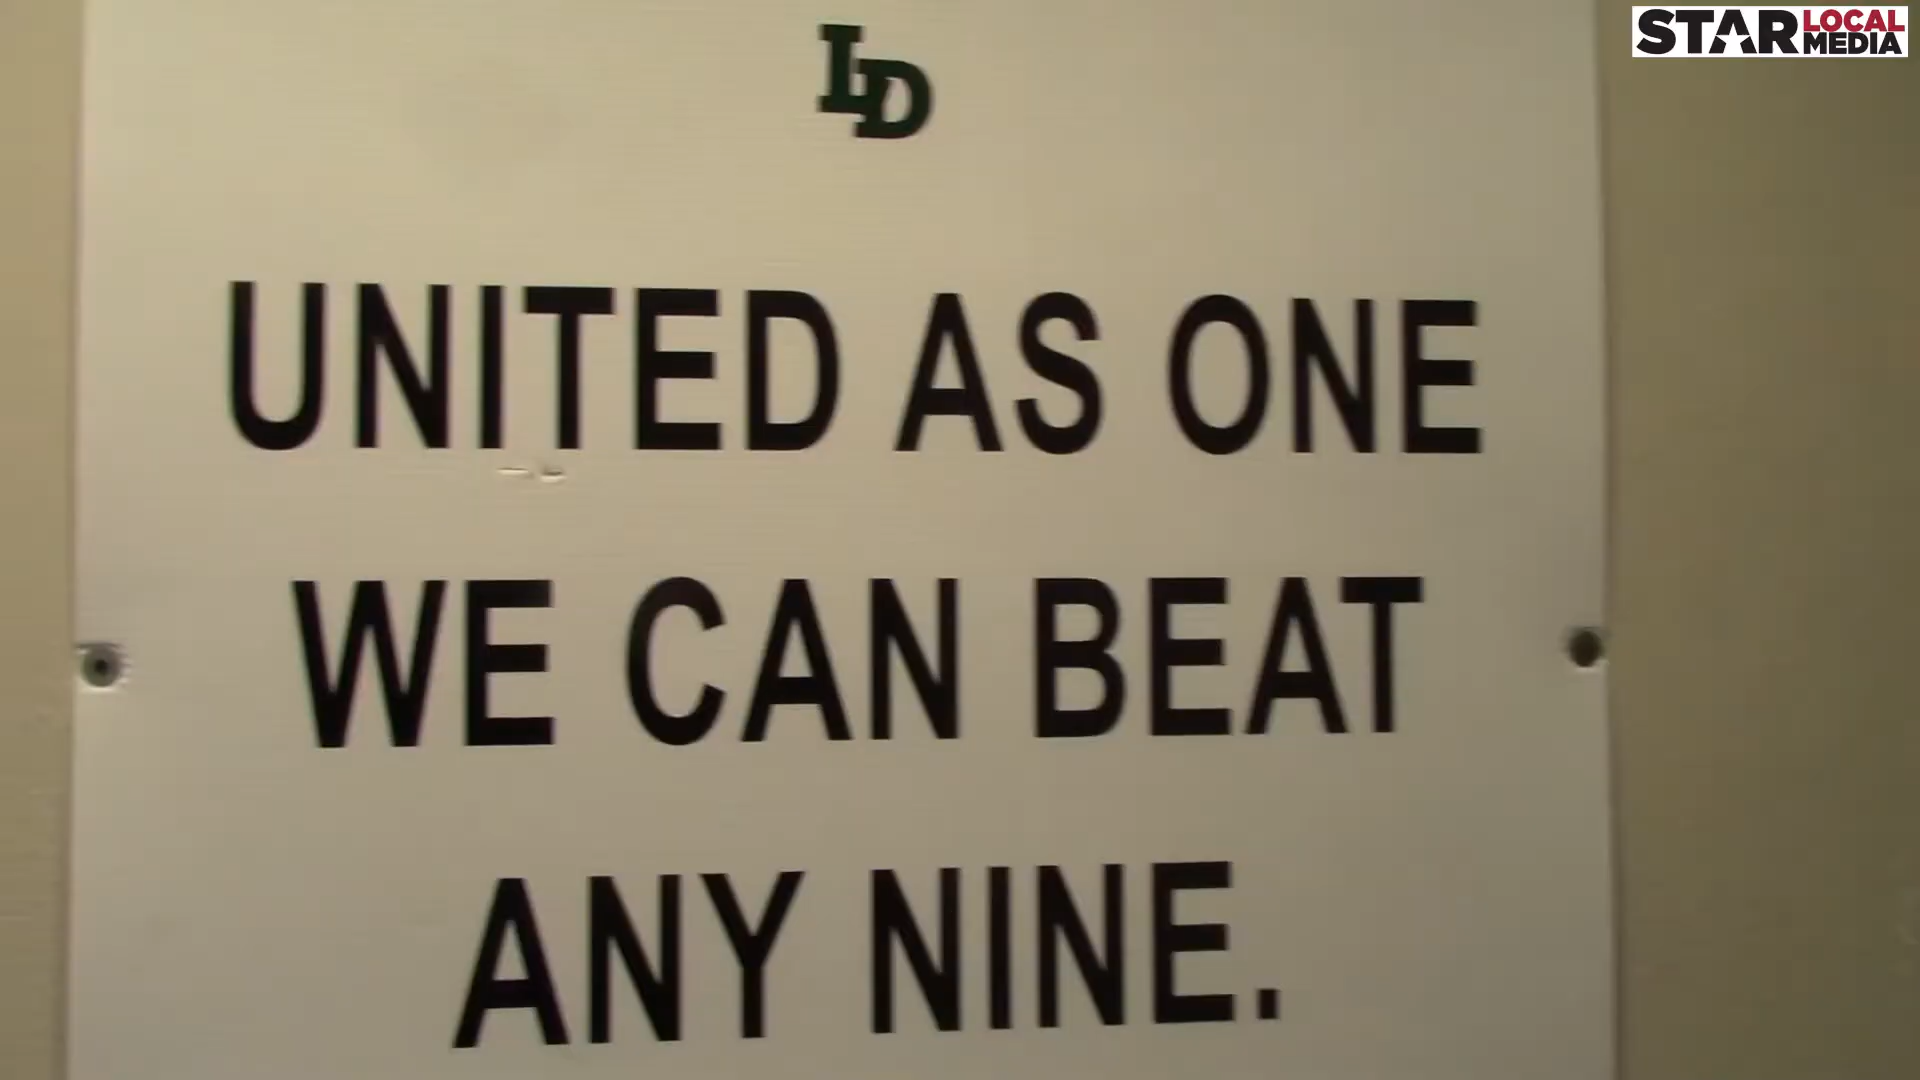 STAR LOCAL MEDIA
LD
UNITED AS ONE
WE CAN BEAT
ANY NINE.